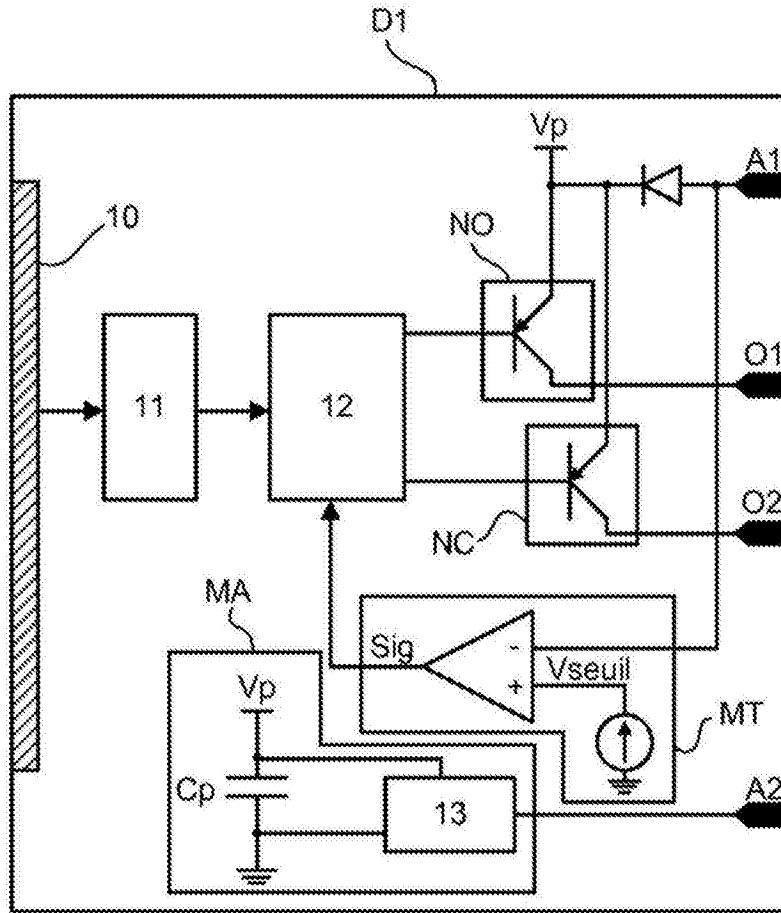 D1
Vp
A1
10
NO
11
12
O1
O2
NC
MA
Sig
-
Vseuil
+
Vp
MT
Cp
13
A2